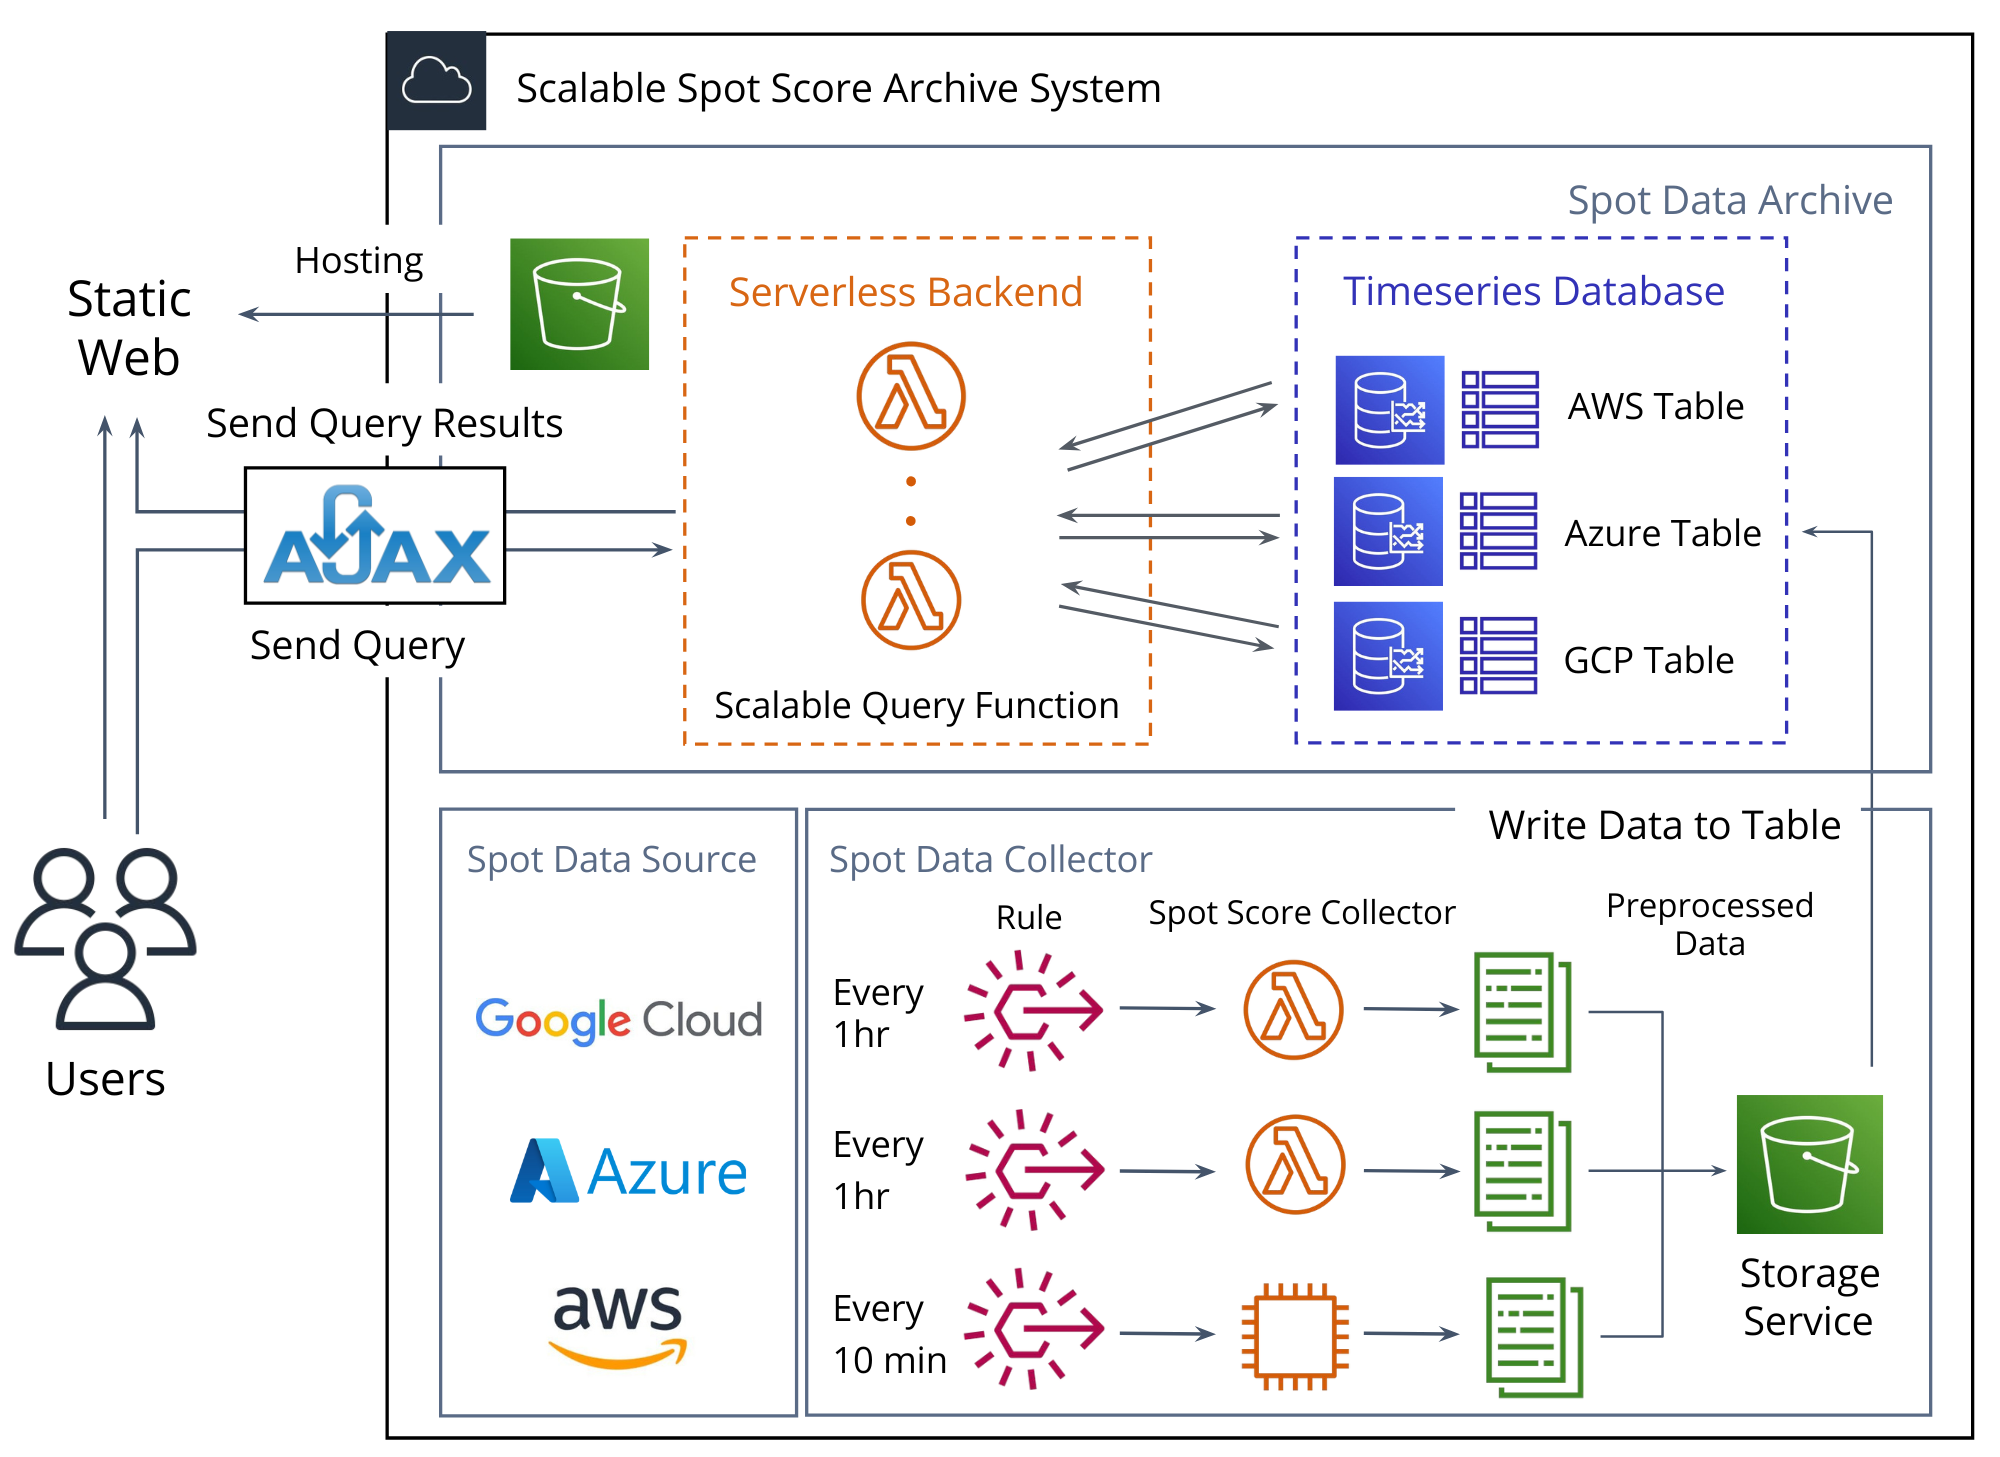 Scalable Spot Score Archive System
Spot Data Archive
Hosting
Static
Web
Serverless Backend
Timeseries Database
AWS Table
Send Query Results
AJAX
Azure Table
Send Query
GCP Table
Scalable Query Function
Write Data to Table
Spot Data Source
Spot Data Collector
Rule
Spot Score Collector
Preprocessed
Data
Every
1hr
Google Cloud
Users
Every
1hr
Azure
Storage
Service
Every
10 min
aws